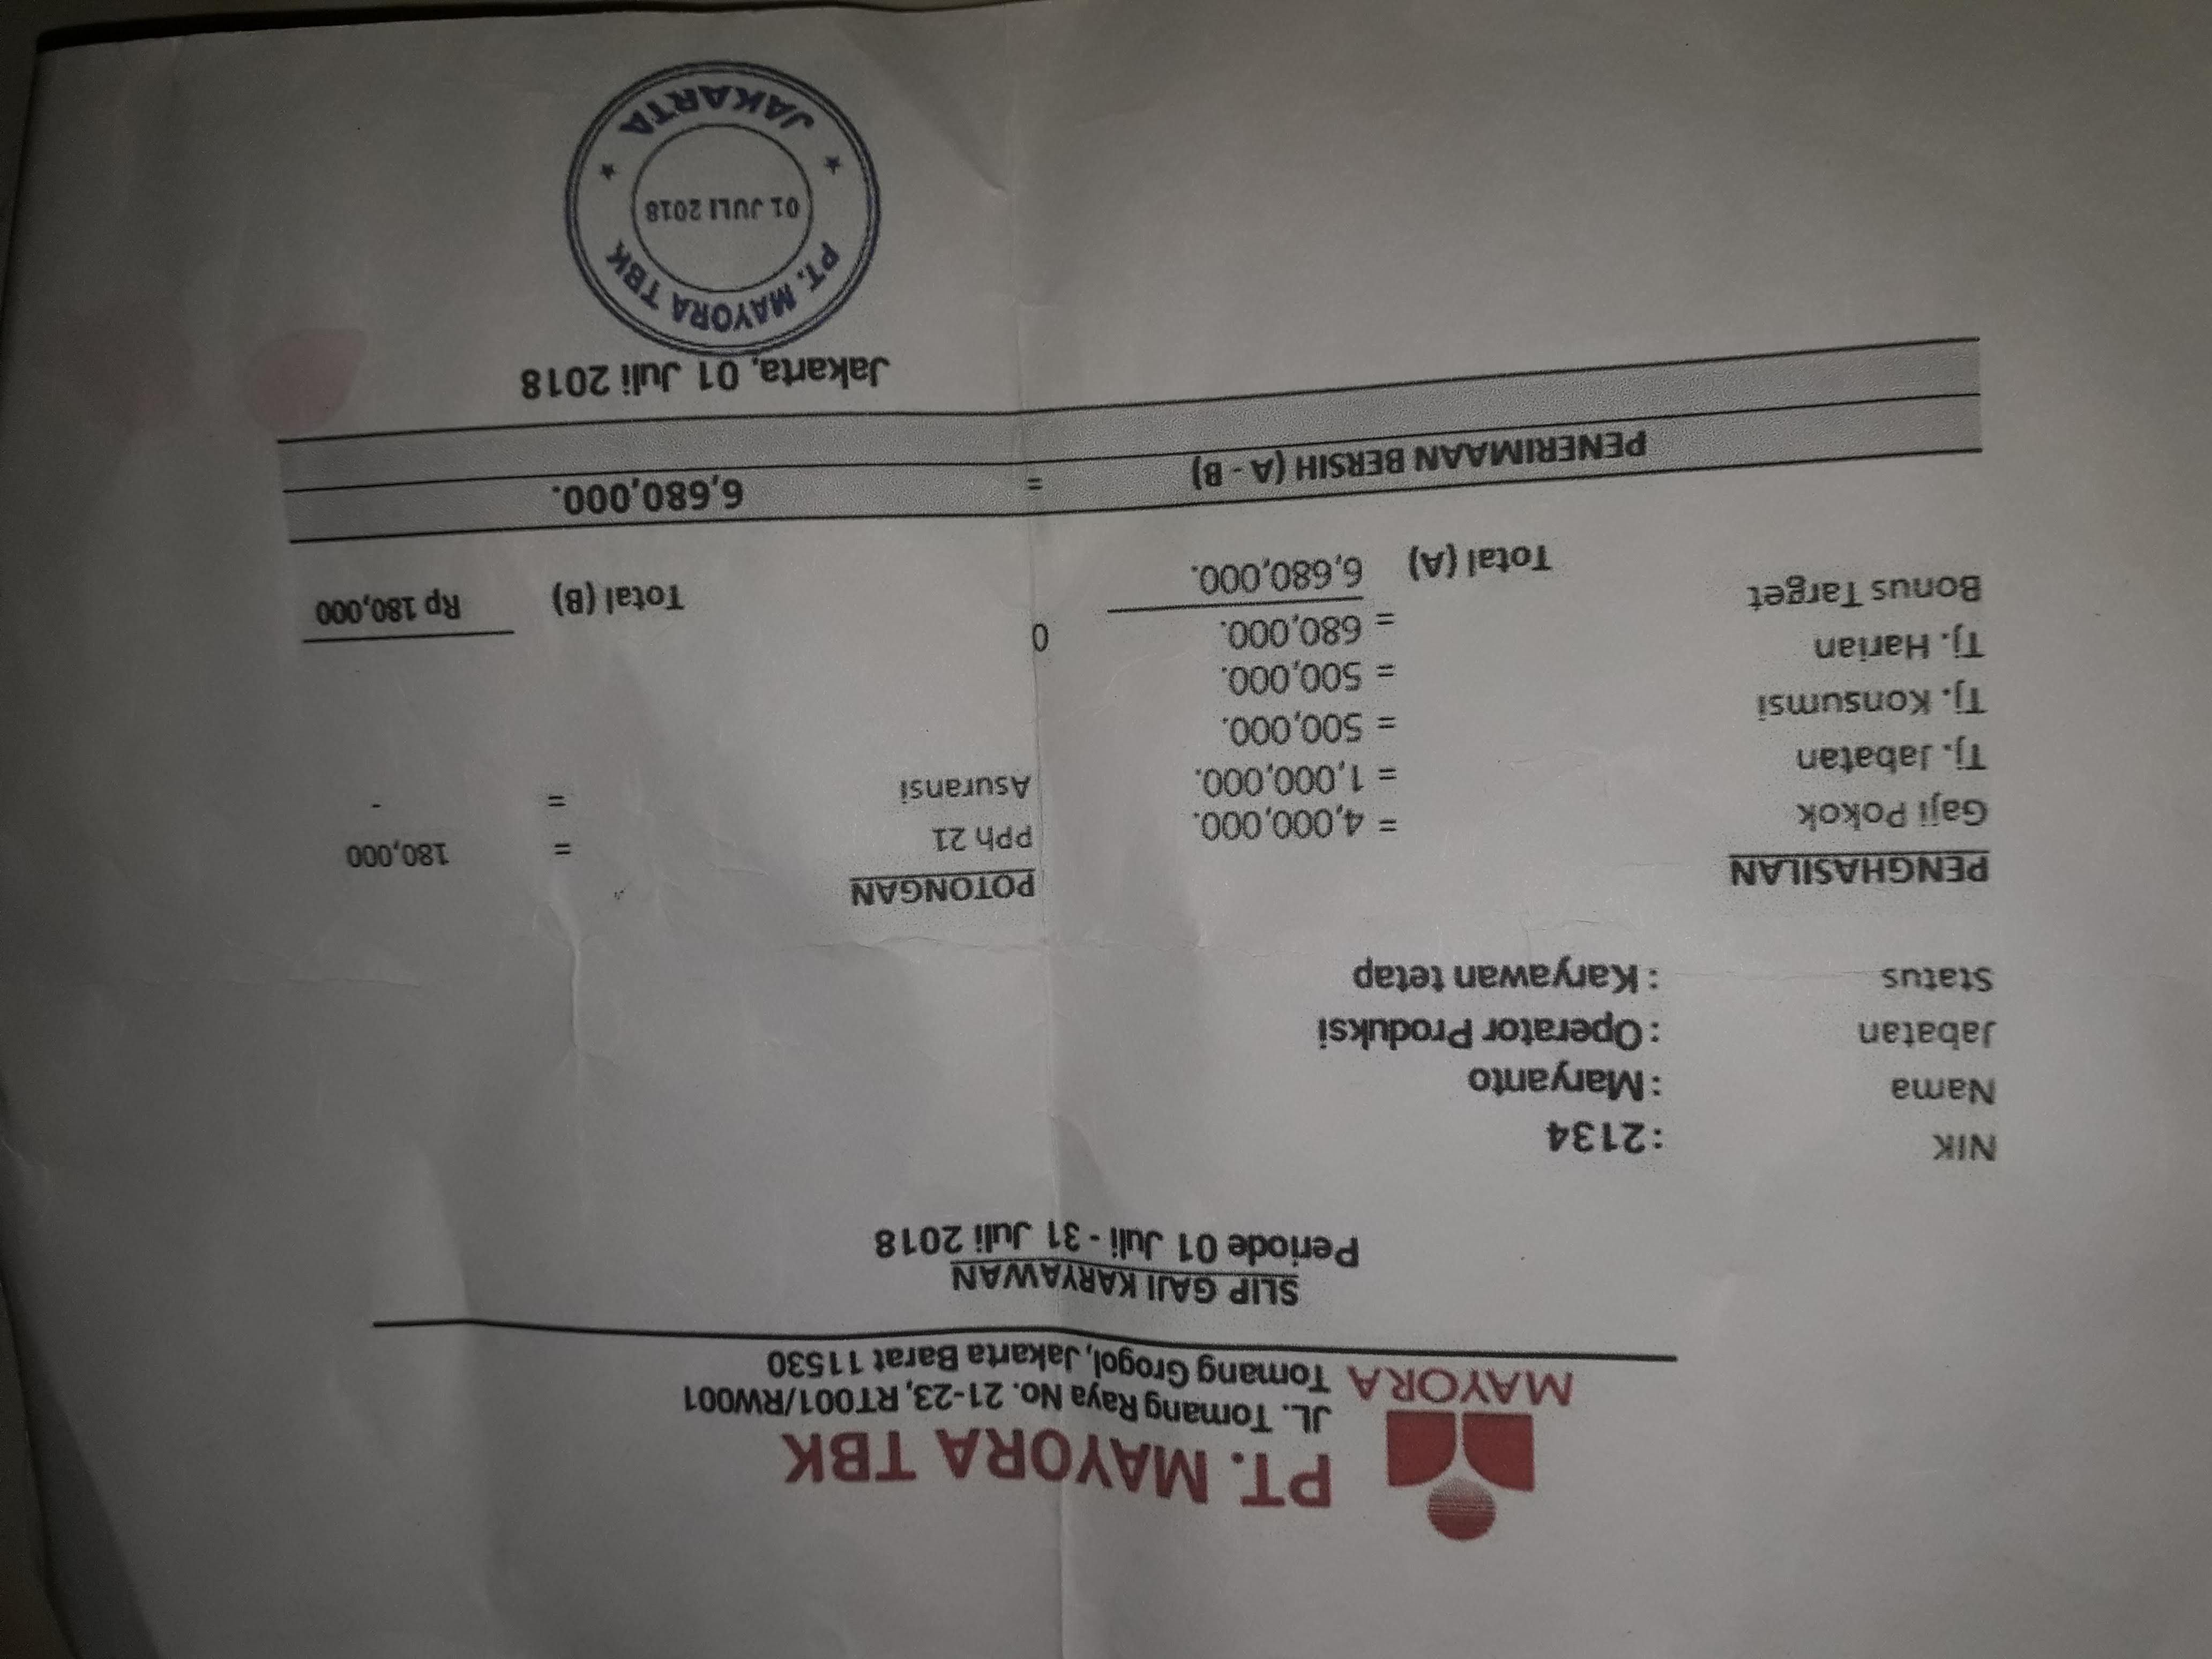 MAYORA
PT. MAYORA TBK
JL. Tomang Raya No. 21-23, RT001/RW001
Tomang Grogol, Jakarta Barat 11530
SLIP GAJI KARYAWAN
Periode 01 Juli - 31 Juli 2018
NIK : 2134
Nama : Maryanto
Jabatan : Operator Produksi
Status : Karyawan tetap
PENGHASILAN POTONGAN
Gaji Pokok = 4,000,000. PPh 21 = 180,000
Tj. Jabatan = 1,000,000. Asuransi = -
Tj. Konsumsi = 500,000.
Tj. Harian = 500,000.
Bonus Target = 680,000. 0
Total (A) 6,680,000. Total (B) Rp 180,000
PENERIMAAN BERSIH (A - B) = 6,680,000.
Jakarta, 01 Juli 2018
PT. MAYORA TBK
01 JULI 2018
JAKARTA